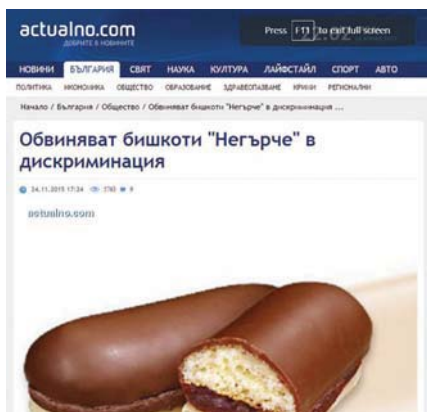 actualno.com
ДОБРИТЕ В НОВИНИТЕ
Press F11 to exit full screen
НОВИНИ БЪЛГАРИЯ СВЯТ НАУКА КУЛТУРА ЛАЙФСТАЙЛ СПОРТ АВТО
ПОЛИТИКА ИКОНОМИКА ОБЩЕСТВО ОБРАЗОВАНИЕ ЗДРАВЕОПАЗВАНЕ КРИМИ РЕГИОНАЛНИ
Начало / България / Общество / Обвиняват бишкоти "Негърче" в дискриминация ...
Обвиняват бишкоти "Негърче" в
дискриминация
24.11.2015 17:24
actualno.com